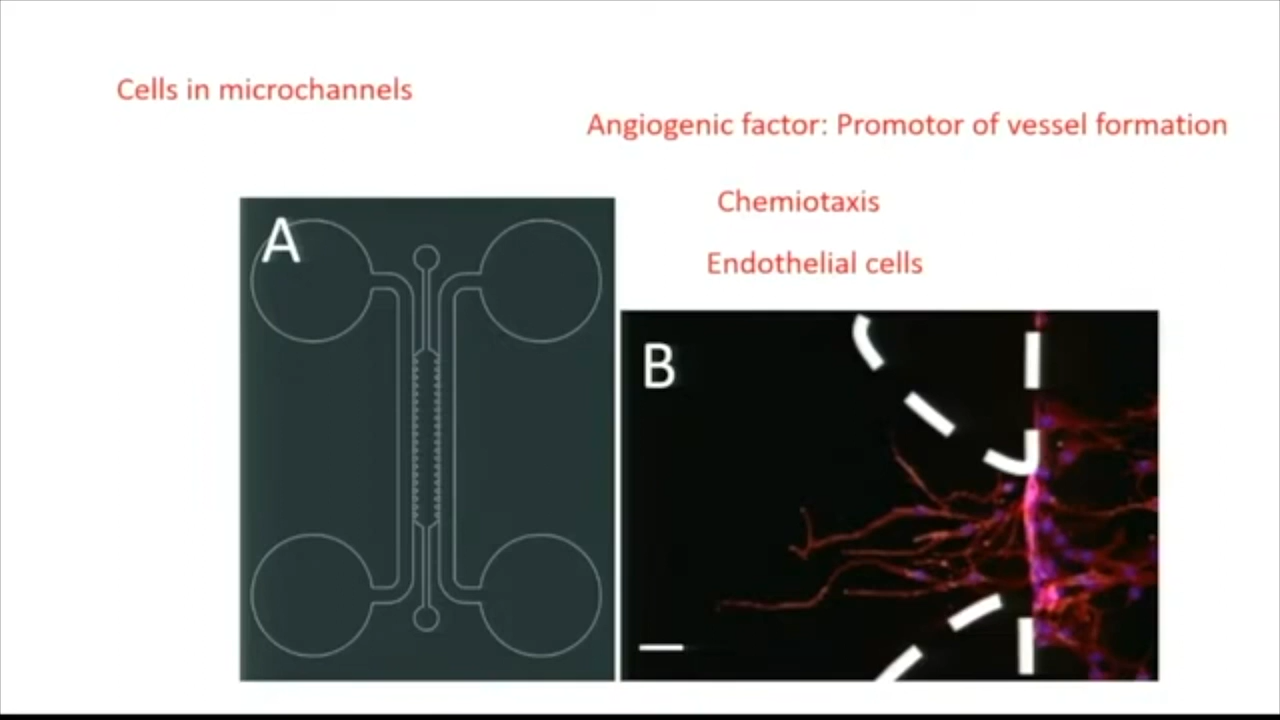 Cells in microchannels
Angiogenic factor: Promotor of vessel formation
Chemiotaxis
Endothelial cells
A
B